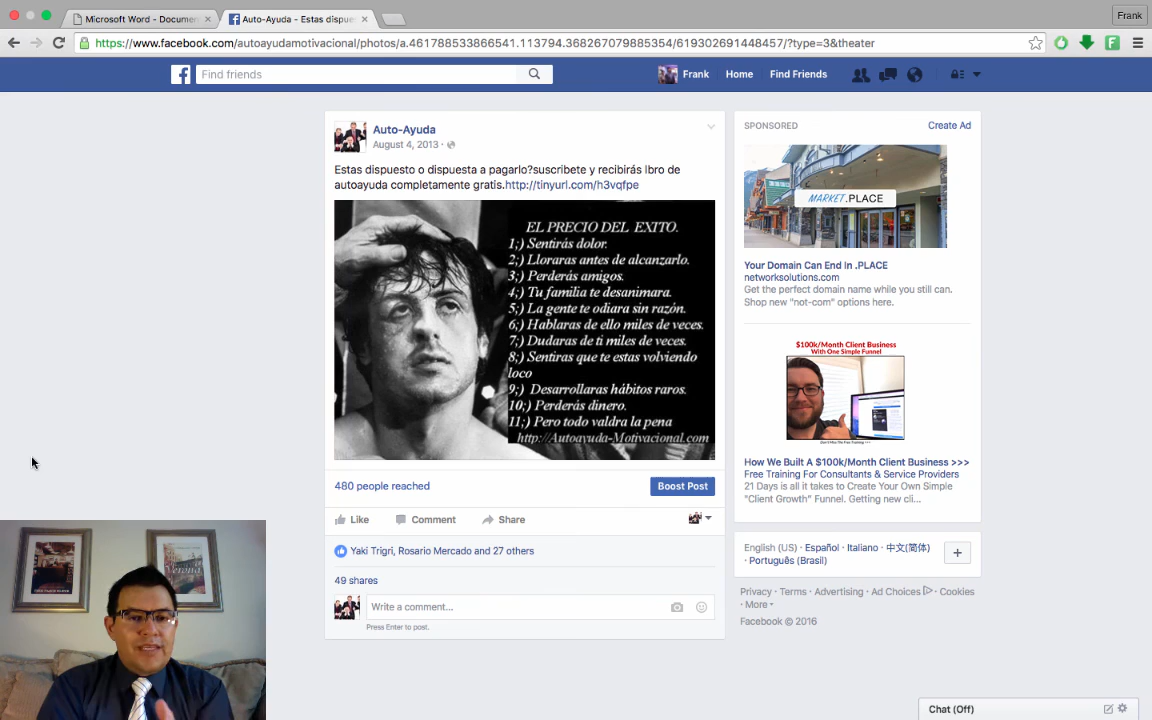 Microsoft Word - Documen
Auto-Ayuda - Estas dispues
Frank
https://www.facebook.com/autoayudamotivacional/photos/a.461788533866541.113794.368267079885354/619302691448457/?type=3&theater
Find friends
Frank
Home
Find Friends
Auto-Ayuda
August 4, 2013
Estas dispuesto o dispuesta a pagarlo?suscribete y recibirás lbro de
autoayuda completamente gratis.http://tinyurl.com/h3vqfpe
EL PRECIO DEL EXITO.
1;) Sentirás dolor.
2;) Lloraras antes de alcanzarlo.
3;) Perderás amigos.
4;) Tu familia te desanimara.
5;) La gente te odiara sin razón.
6;) Hablaras de ello miles de veces.
7;) Dudaras de ti miles de veces.
8;) Sentiras que te estas volviendo
loco
9;) Desarrollaras hábitos raros.
10;) Perderás dinero.
11;) Pero todo valdra la pena
http://Autoayuda-Motivacional.com
480 people reached
Boost Post
Like
Comment
Share
Yaki Trigri, Rosario Mercado and 27 others
49 shares
Write a comment...
Press Enter to post.
SPONSORED
Create Ad
MARKET.PLACE
Your Domain Can End In .PLACE
networksolutions.com
Get the perfect domain name while you still can.
Shop new "not-com" options here.
$100k/Month Client Business
With One Simple Funnel
How We Built A $100k/Month Client Business >>>
Free Training For Consultants & Service Providers
21 Days is all it takes to Create Your Own Simple
"Client Growth" Funnel. Getting new cli...
English (US) · Español · Italiano · 中文(简体)
· Português (Brasil)
Privacy · Terms · Advertising · Ad Choices · Cookies
· More
Facebook © 2016
Verona
Chat (Off)